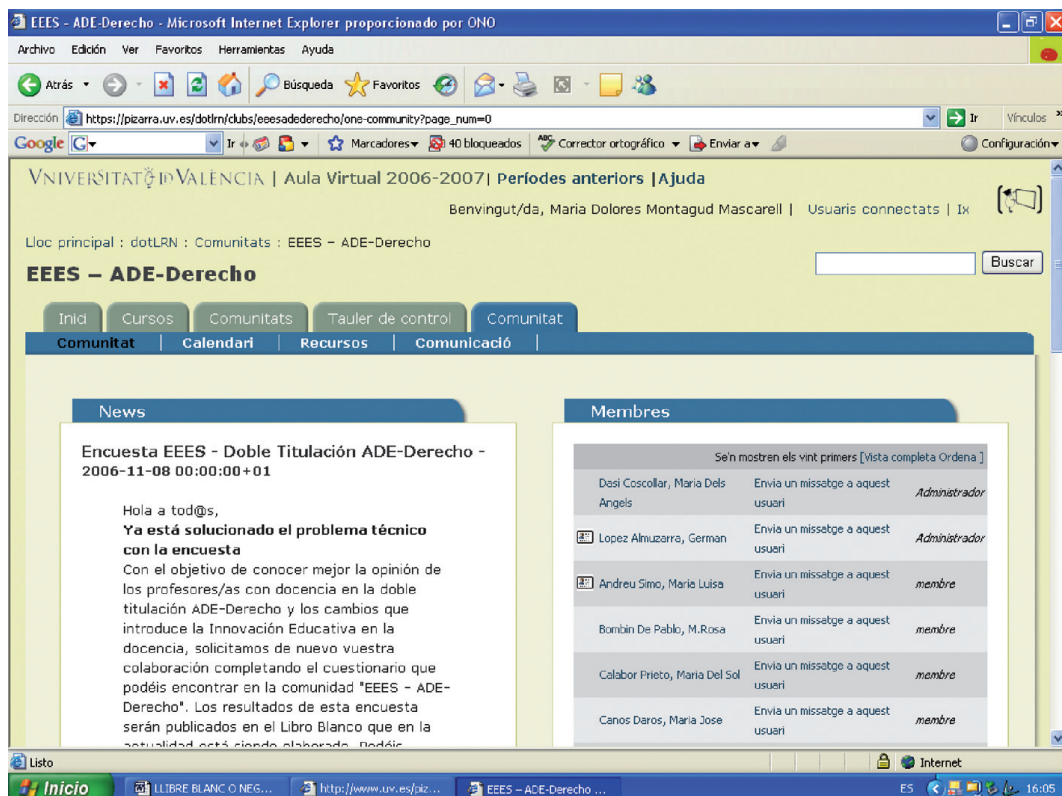 EEES - ADE-Derecho - Microsoft Internet Explorer proporcionado por ONO
Archivo Edición Ver Favoritos Herramientas Ayuda
Atrás Búsqueda Favoritos
Dirección https://pizarra.uv.es/dotlrn/clubs/eeesadederecho/one-community?page_num=0 Ir Vínculos »
Google G Ir Marcadores 40 bloqueados ABC Corrector ortográfico Enviar a Configuración
VNIVERSITAT ID VALÈNCIA | Aula Virtual 2006-2007| Períodes anteriors |Ajuda
Benvingut/da, Maria Dolores Montagud Mascarell | Usuaris connectats | Ix
Lloc principal : dotLRN : Comunitats : EEES - ADE-Derecho
Buscar
EEES – ADE-Derecho
Inici Cursos Comunitats Tauler de control Comunitat
Comunitat | Calendari | Recursos | Comunicació |
News
Encuesta EEES - Doble Titulación ADE-Derecho -
2006-11-08 00:00:00+01
Hola a tod@s,
Ya está solucionado el problema técnico
con la encuesta
Con el objetivo de conocer mejor la opinión de
los profesores/as con docencia en la doble
titulación ADE-Derecho y los cambios que
introduce la Innovación Educativa en la
docencia, solicitamos de nuevo vuestra
colaboración completando el cuestionario que
podéis encontrar en la comunidad "EEES – ADE-
Derecho". Los resultados de esta encuesta
serán publicados en el Libro Blanco que en la
actualidad está siendo elaborado. Podéis
Membres
Se'n mostren els vint primers [Vista completa Ordena ]
Dasi Coscollar, Maria Dels Angels Envia un missatge a aquest usuari Administrador
Lopez Almuzarra, German Envia un missatge a aquest usuari Administrador
Andreu Simo, Maria Luisa Envia un missatge a aquest usuari membre
Bombin De Pablo, M.Rosa Envia un missatge a aquest usuari membre
Calabor Prieto, Maria Del Sol Envia un missatge a aquest usuari membre
Canos Daros, Maria Jose Envia un missatge a aquest usuari membre
Listo Internet
Inicio LLIBRE BLANC O NEG... http://www.uv.es/piz... EEES – ADE-Derecho ... ES 16:05